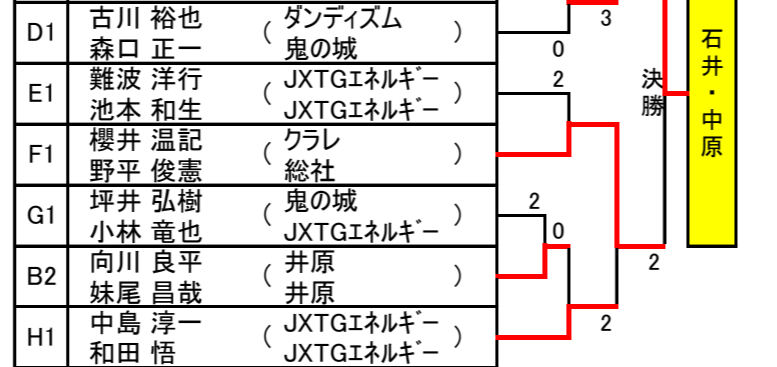 D1 古川 裕也 ( ダンディズム )
森口 正一 鬼の城
3
0
E1 難波 洋行 ( JXTGエネルギー )
池本 和生 JXTGエネルギー
2
F1 櫻井 温記 ( クラレ )
野平 俊憲 総社
G1 坪井 弘樹 ( 鬼の城 )
小林 竜也 JXTGエネルギー
2
0
B2 向川 良平 ( 井原 )
妹尾 昌哉 井原
2
H1 中島 淳一 ( JXTGエネルギー )
和田 悟 JXTGエネルギー
2
決勝
石井・中原